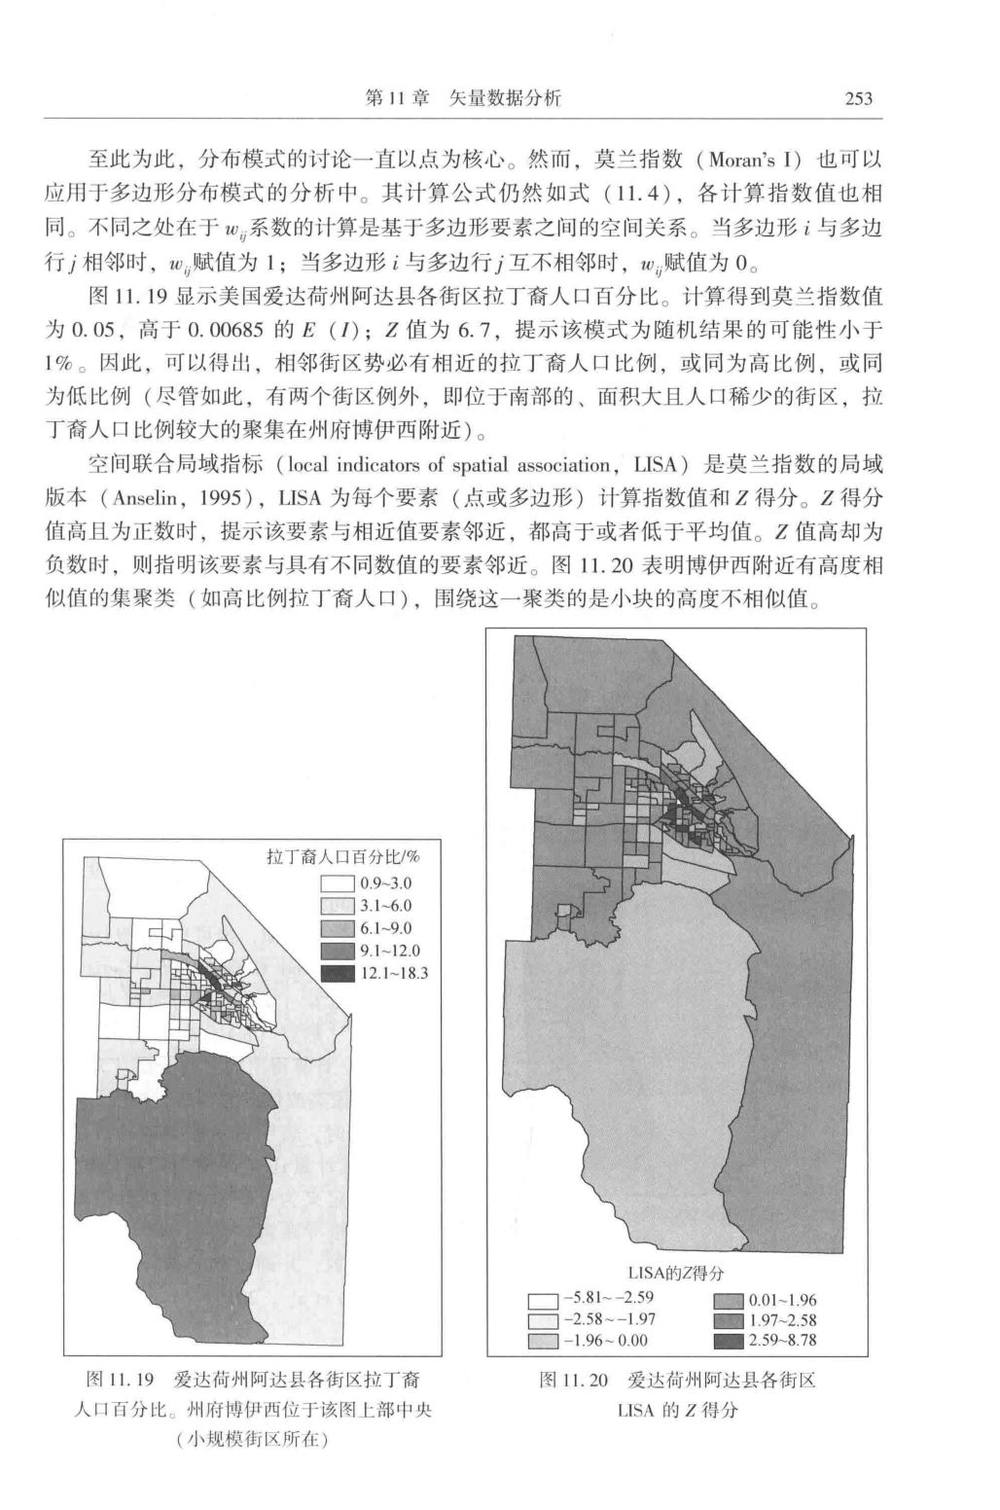 第 11 章　矢量数据分析　253
至此为此，分布模式的讨论一直以点为核心。然而，莫兰指数（Moran's I）也可以
应用于多边形分布模式的分析中。其计算公式仍然如式（11.4），各计算指数值也相
同。不同之处在于 wij 系数的计算是基于多边形要素之间的空间关系。当多边形 i 与多边
行 j 相邻时，wij 赋值为 1；当多边形 i 与多边行 j 互不相邻时，wij 赋值为 0。
图 11.19 显示美国爱达荷州阿达县各街区拉丁裔人口百分比。计算得到莫兰指数值
为 0.05，高于 0.00685 的 E（I）；Z 值为 6.7，提示该模式为随机结果的可能性小于
1%。因此，可以得出，相邻街区势必有相近的拉丁裔人口比例，或同为高比例，或同
为低比例（尽管如此，有两个街区例外，即位于南部的、面积大且人口稀少的街区，拉
丁裔人口比例较大的聚集在州府博伊西附近）。
空间联合局域指标（local indicators of spatial association，LISA）是莫兰指数的局域
版本（Anselin，1995），LISA 为每个要素（点或多边形）计算指数值和 Z 得分。Z 得分
值高且为正数时，提示该要素与相近值要素邻近，都高于或者低于平均值。Z 值高却为
负数时，则指明该要素与具有不同数值的要素邻近。图 11.20 表明博伊西附近有高度相
似值的集聚类（如高比例拉丁裔人口），围绕这一聚类的是小块的高度不相似值。
拉丁裔人口百分比/%
0.9~3.0
3.1~6.0
6.1~9.0
9.1~12.0
12.1~18.3
图 11.19　爱达荷州阿达县各街区拉丁裔
人口百分比。州府博伊西位于该图上部中央
（小规模街区所在）
LISA的Z得分
-5.81~ -2.59
-2.58~ -1.97
-1.96~ 0.00
0.01~1.96
1.97~2.58
2.59~8.78
图 11.20　爱达荷州阿达县各街区
LISA 的 Z 得分